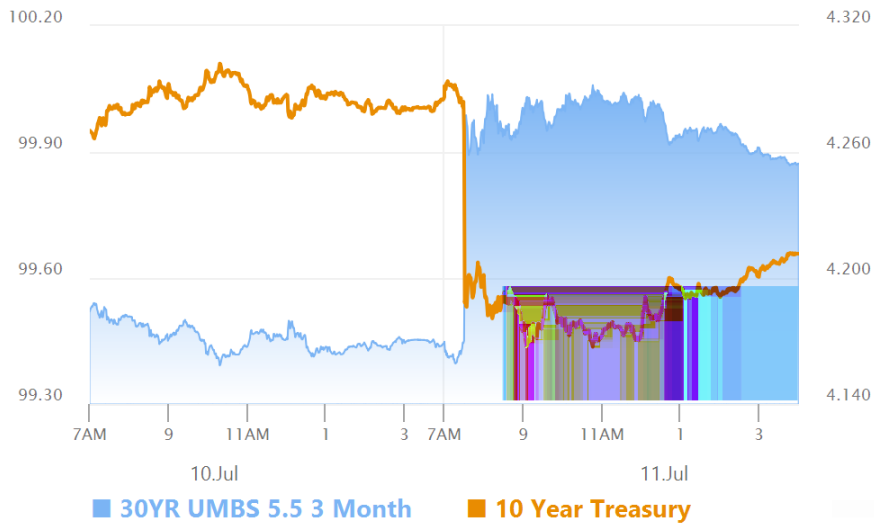 100.20 4.320
99.90 4.260
99.60 4.200
99.30 4.140
7AM 9 11AM 1 3 7AM 9 11AM 1 3
10.Jul 11.Jul
30YR UMBS 5.5 3 Month 10 Year Treasury